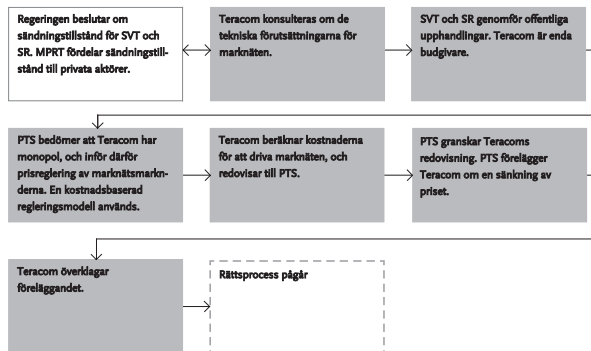 Regeringen beslutar om
sändningstillstånd för SVT och
SR. MPRT fördelar sändningstill-
stånd till privata aktörer.
Teracom konsulteras om de
tekniska förutsättningarna för
marknäten.
SVT och SR genomför offentliga
upphandlingar. Teracom är enda
budgivare.
PTS bedömer att Teracom har
monopol, och inför därför
prisreglering av marknätsmarkn-
derna. En kostnadsbaserad
regleringsmodell används.
Teracom beräknar kostnaderna
för att driva marknäten, och
redovisar till PTS.
PTS granskar Teracoms
redovisning. PTS förelägger
Teracom om en sänkning av
priset.
Teracom överklagar
föreläggandet.
Rättsprocess pågår